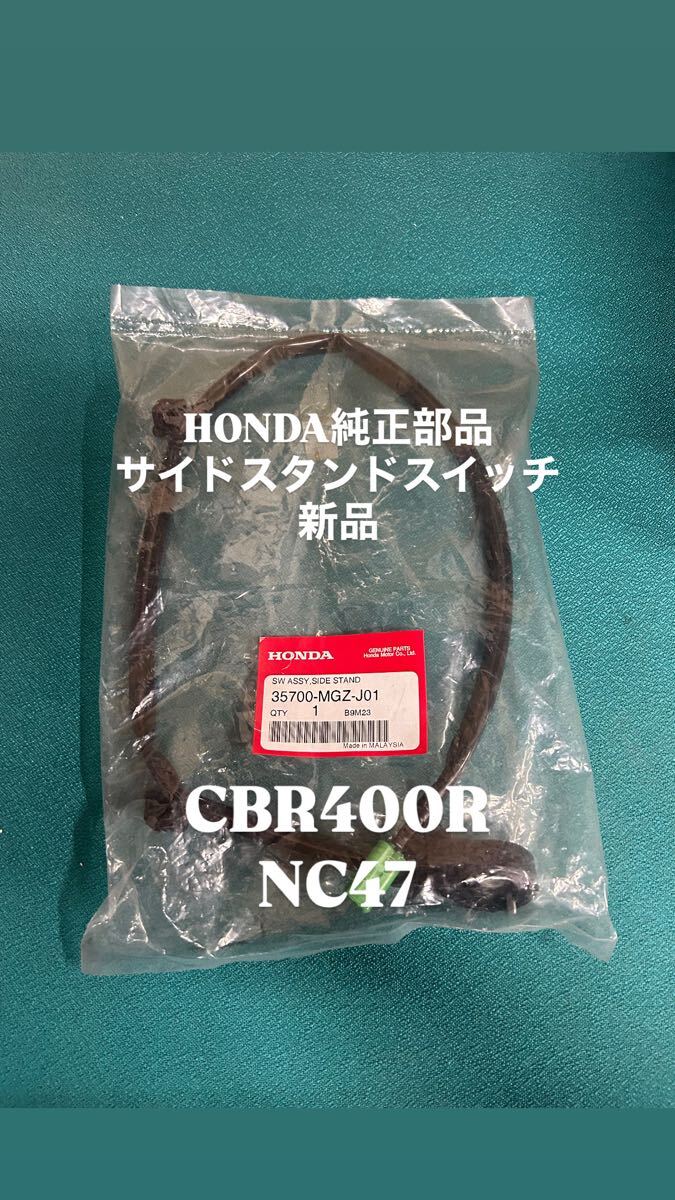 HONDA純正部品
サイドスタンドスイッチ
新品
HONDA
GENUINE PARTS
Honda Motor Co., Ltd.
SW ASSY,SIDE STAND
35700-MGZ-J01
QTY 1 B9M23
Made in MALAYSIA
CBR400R
NC47